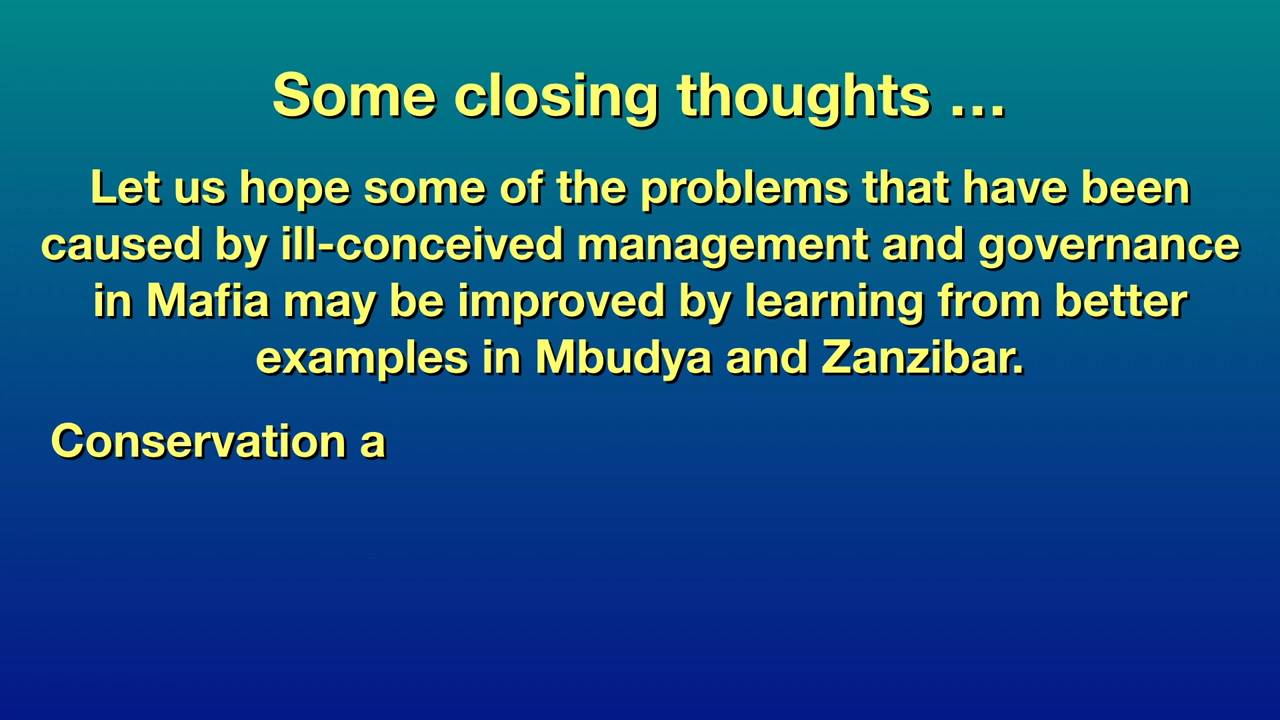 Some closing thoughts …
Let us hope some of the problems that have been
caused by ill-conceived management and governance
in Mafia may be improved by learning from better
examples in Mbudya and Zanzibar.
Conservation a